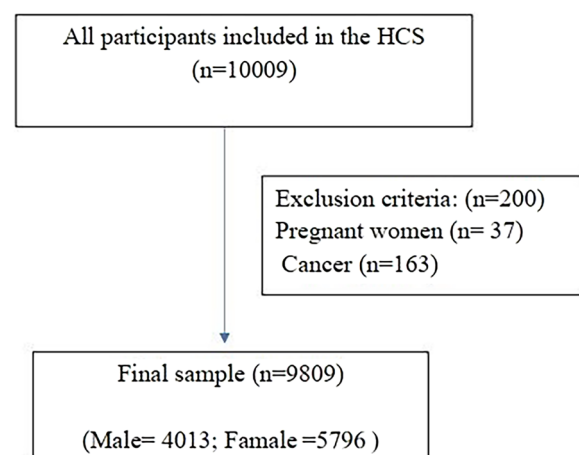 All participants included in the HCS
(n=10009)
Exclusion criteria: (n=200)
Pregnant women (n= 37)
Cancer (n=163)
Final sample (n=9809)
(Male= 4013; Famale =5796 )